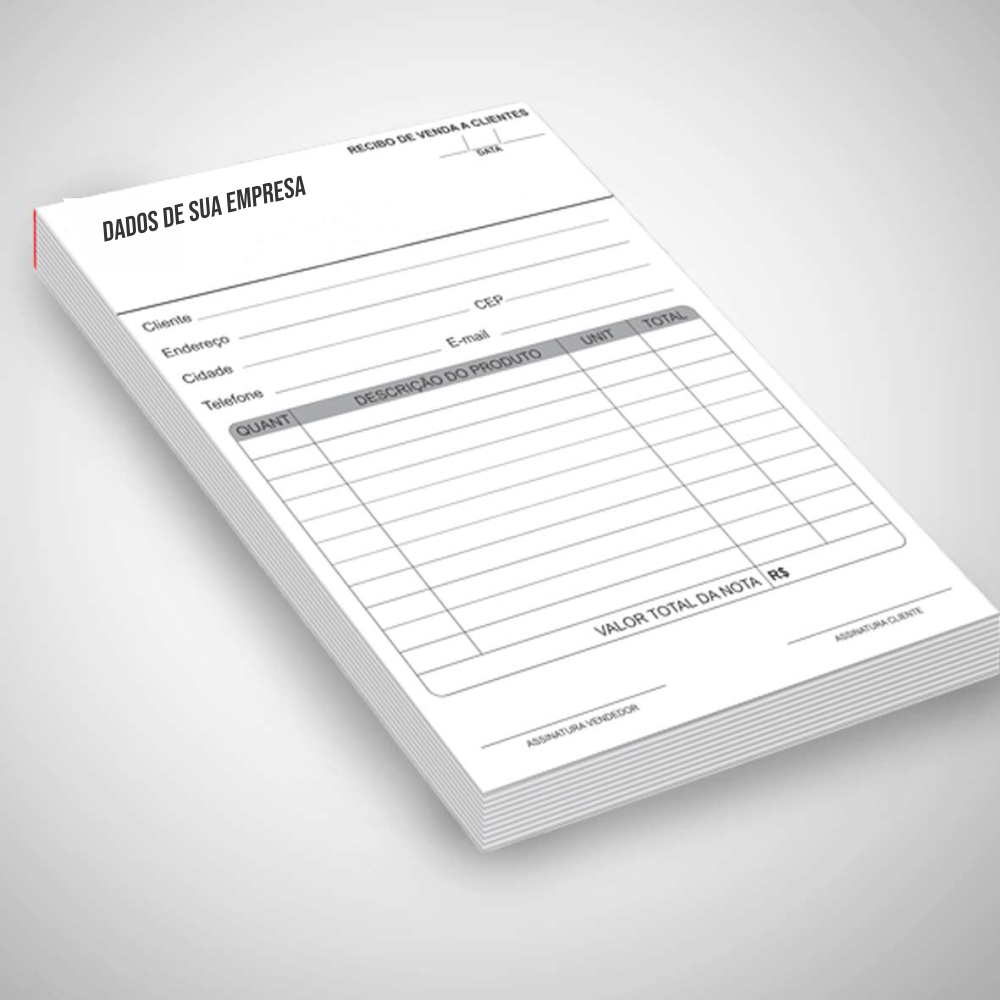 RECIBO DE VENDA A CLIENTES
DATA
DADOS DE SUA EMPRESA
Cliente
Endereço
Cidade CEP
Telefone E-mail
QUANT DESCRIÇÃO DO PRODUTO UNIT TOTAL
VALOR TOTAL DA NOTA R$
ASSINATURA VENDEDOR ASSINATURA CLIENTE